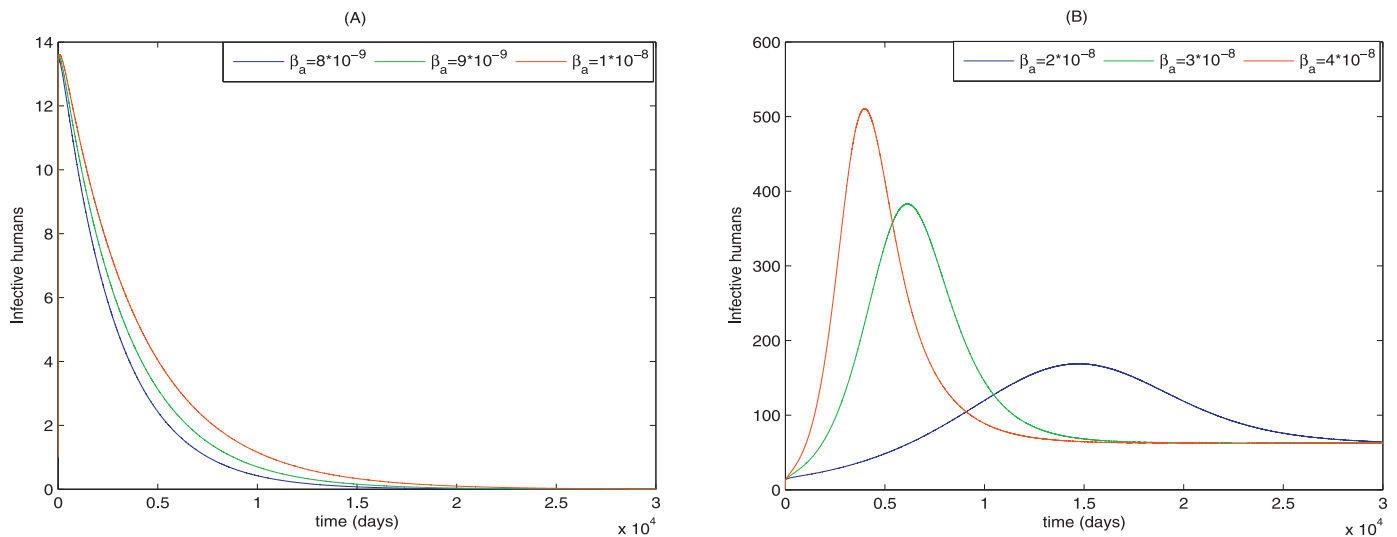 (A)
14
12
10
8
6
4
2
0
Infective humans
β_a=8*10^−9 β_a=9*10^−9 β_a=1*10^−8
0 0.5 1 1.5 2 2.5 3
time (days)
x 10^4
(B)
600
500
400
300
200
100
0
Infective humans
β_a=2*10^−8 β_a=3*10^−8 β_a=4*10^−8
0 0.5 1 1.5 2 2.5 3
time (days)
x 10^4